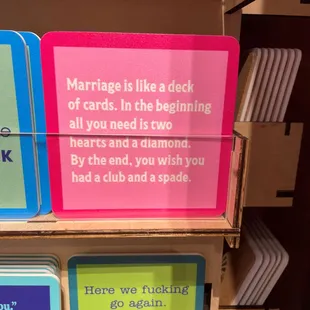 Marriage is like a deck
of cards. In the beginning
all you need is two
hearts and a diamond.
By the end, you wish you
had a club and a spade.
K
Here we fucking
go again.
you."